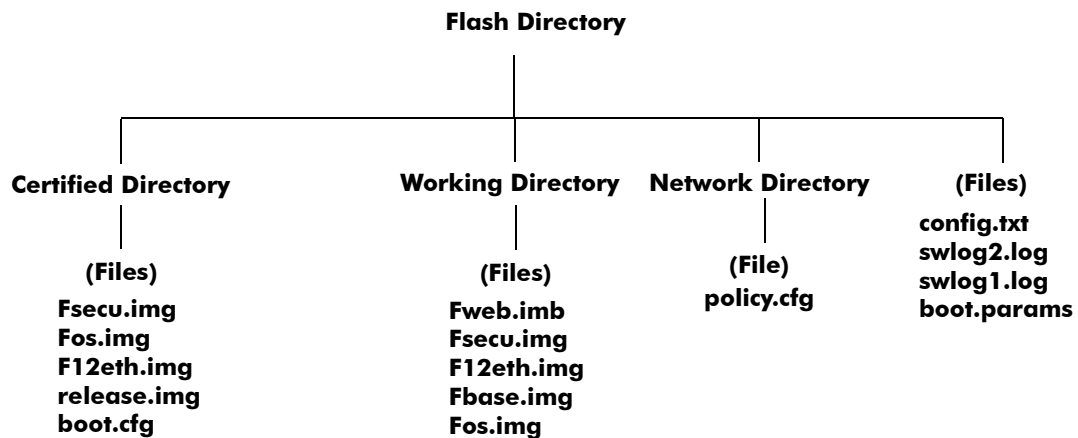 Flash Directory
Certified Directory
Working Directory
Network Directory
(Files)
config.txt
swlog2.log
swlog1.log
boot.params
(Files)
Fsecu.img
Fos.img
F12eth.img
release.img
boot.cfg
(Files)
Fweb.imb
Fsecu.img
F12eth.img
Fbase.img
Fos.img
(File)
policy.cfg